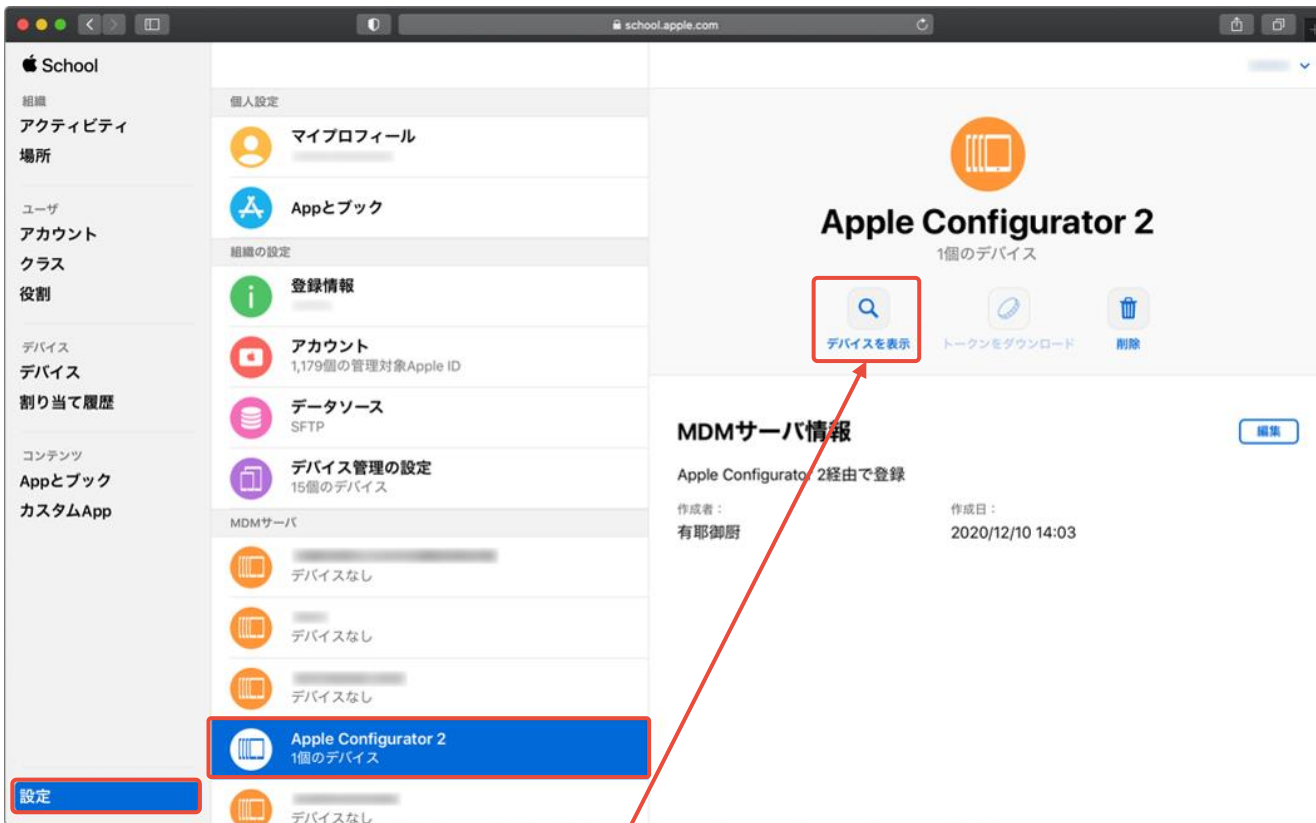 school.apple.com
School
組織
アクティビティ
場所
ユーザ
アカウント
クラス
役割
デバイス
デバイス
割り当て履歴
コンテンツ
Appとブック
カスタムApp
設定
個人設定
マイプロフィール
Appとブック
組織の設定
登録情報
アカウント
1,179個の管理対象Apple ID
データソース
SFTP
デバイス管理の設定
15個のデバイス
MDMサーバ
デバイスなし
デバイスなし
デバイスなし
Apple Configurator 2
1個のデバイス
デバイスなし
Apple Configurator 2
1個のデバイス
デバイスを表示
トークンをダウンロード
削除
MDMサーバ情報
編集
Apple Configurator 2経由で登録
作成者：
有耶御厨
作成日：
2020/12/10 14:03